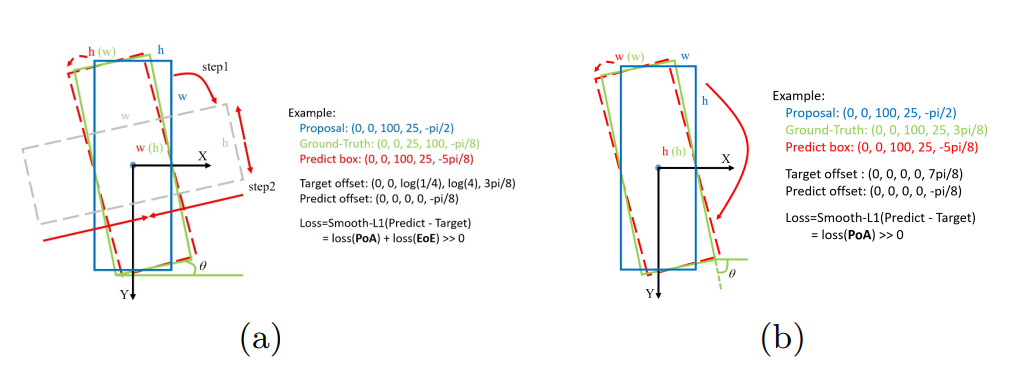 h (w)
h
step1
w
w
h
w (h)
X
step2
θ
Y
Example:
Proposal: (0, 0, 100, 25, -pi/2)
Ground-Truth: (0, 0, 25, 100, -pi/8)
Predict box: (0, 0, 100, 25, -5pi/8)
Target offset: (0, 0, log(1/4), log(4), 3pi/8)
Predict offset: (0, 0, 0, 0, -pi/8)
Loss=Smooth-L1(Predict - Target)
= loss(PoA) + loss(EoE) >> 0
(a)
w (w)
w
h
h (h)
X
θ
Y
Example:
Proposal: (0, 0, 100, 25, -pi/2)
Ground-Truth: (0, 0, 100, 25, 3pi/8)
Predict box: (0, 0, 100, 25, -5pi/8)
Target offset : (0, 0, 0, 0, 7pi/8)
Predict offset: (0, 0, 0, 0, -pi/8)
Loss=Smooth-L1(Predict - Target)
= loss(PoA) >> 0
(b)